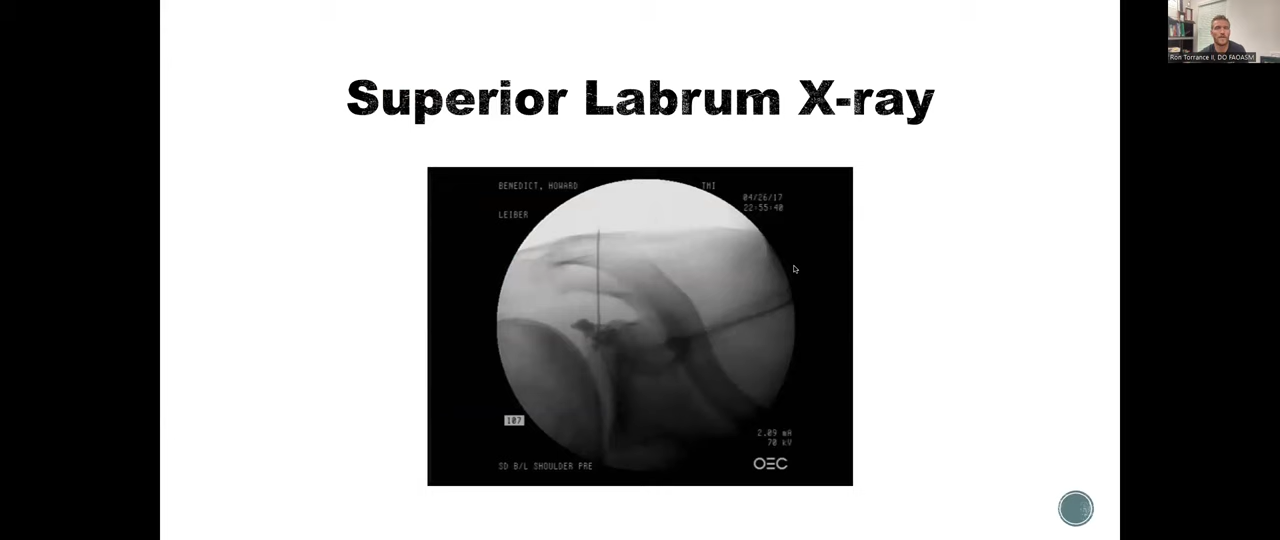 Superior Labrum X-ray
BENEDICT, HOWARD
TMI
04/26/17
22:55:40
LEIBER
107
2.09 mA
70 kV
OEC
SD B/L SHOULDER PRE
Ron Torrance II, DO FAOASM